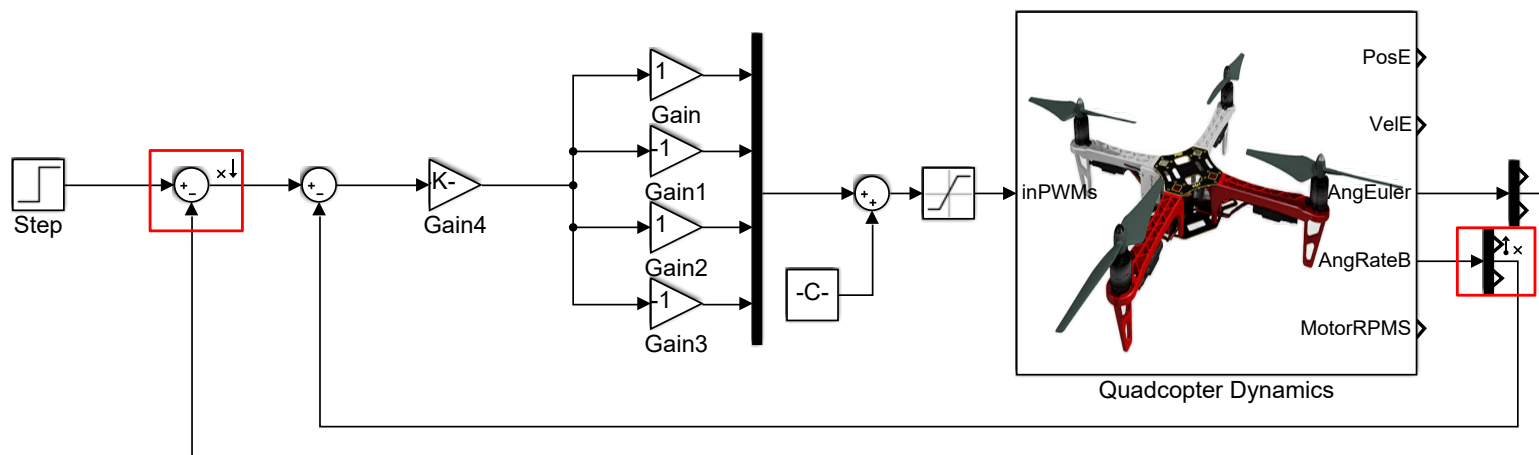 Step
K-
Gain4
1
Gain
-1
Gain1
1
Gain2
-1
Gain3
-C-
inPWMs
PosE
VelE
AngEuler
AngRateB
MotorRPMS
Quadcopter Dynamics